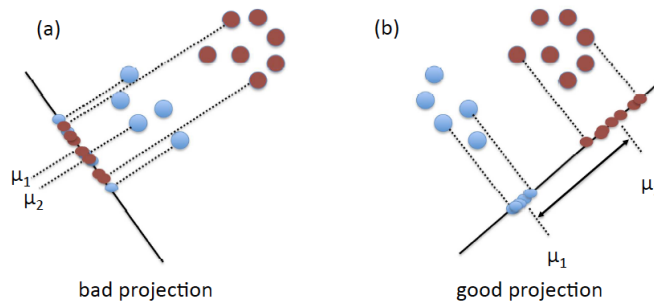 (a)
(b)
μ₁
μ₂
μ
μ₁
bad projection
good projection